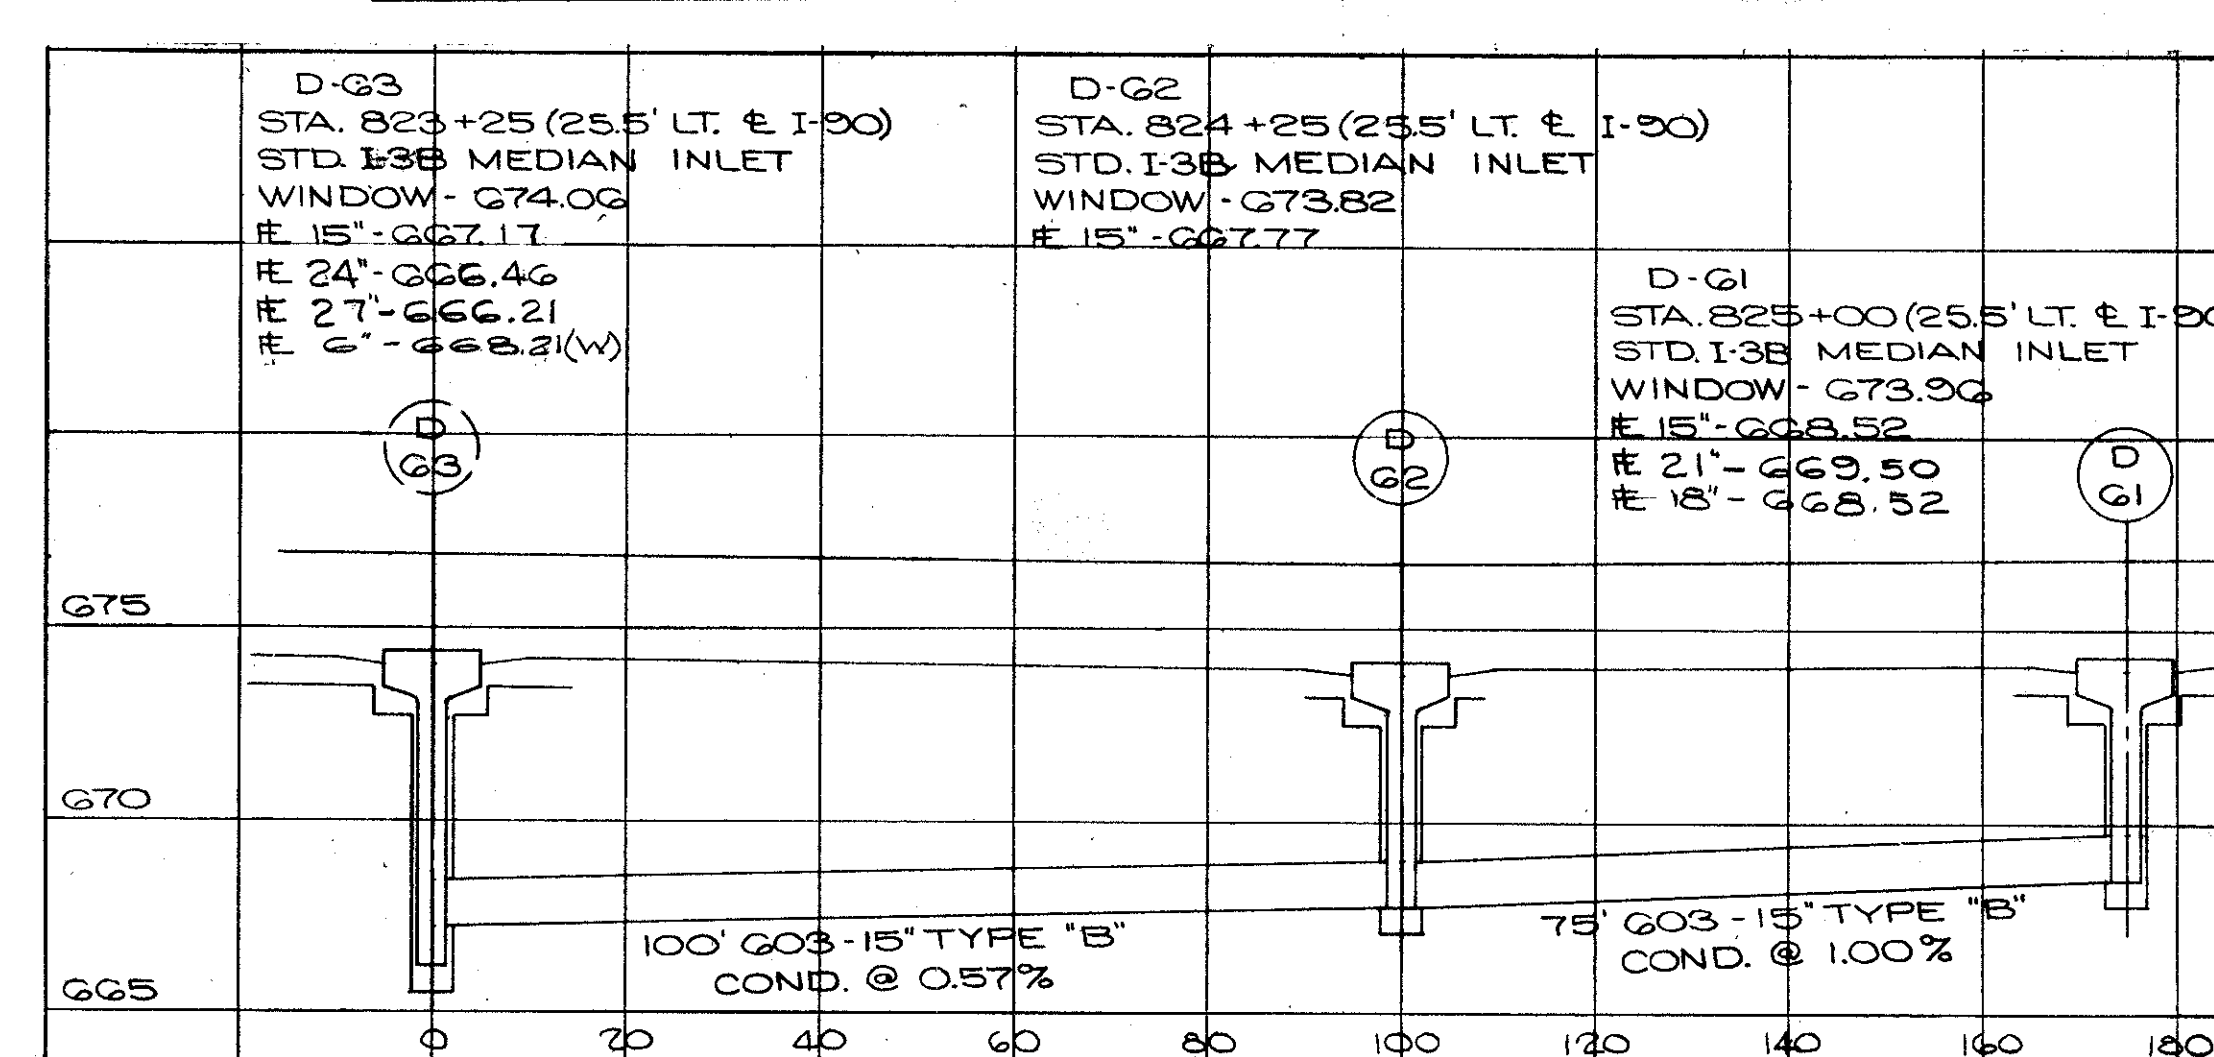 D-63
STA. 823+25 (25.5' LT. ℄ I-90)
STD. I-3B MEDIAN INLET
WINDOW - 674.06
℄ 15" - 667.17
℄ 24" - 666.46
℄ 27" - 666.21
℄ 6" - 668.21(W)
D-62
STA. 824+25 (25.5' LT. ℄ I-90)
STD. I-3B MEDIAN INLET
WINDOW - 673.82
℄ 15" - 667.77
D-61
STA. 825+00 (25.5' LT. ℄ I-90
STD. I-3B MEDIAN INLET
WINDOW - 673.96
℄ 15" - 668.52
℄ 21" - 669.50
℄ 18" - 668.52
D
63
D
62
D
61
675
670
665
100' 603 - 15" TYPE "B"
COND. @ 0.57%
75' 603 - 15" TYPE "B"
COND. @ 1.00%
0 20 40 60 80 100 120 140 160 180